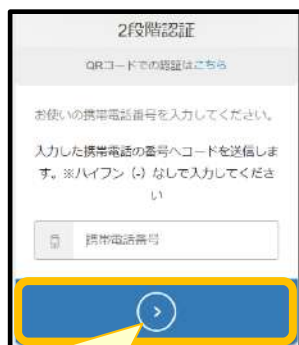 2段階認証
QRコードでの認証はこちら
お使いの携帯電話番号を入力してください。
入力した携帯電話の番号へコードを送信しま
す。※ハイフン（-）なしで入力してくださ
い
携帯電話番号